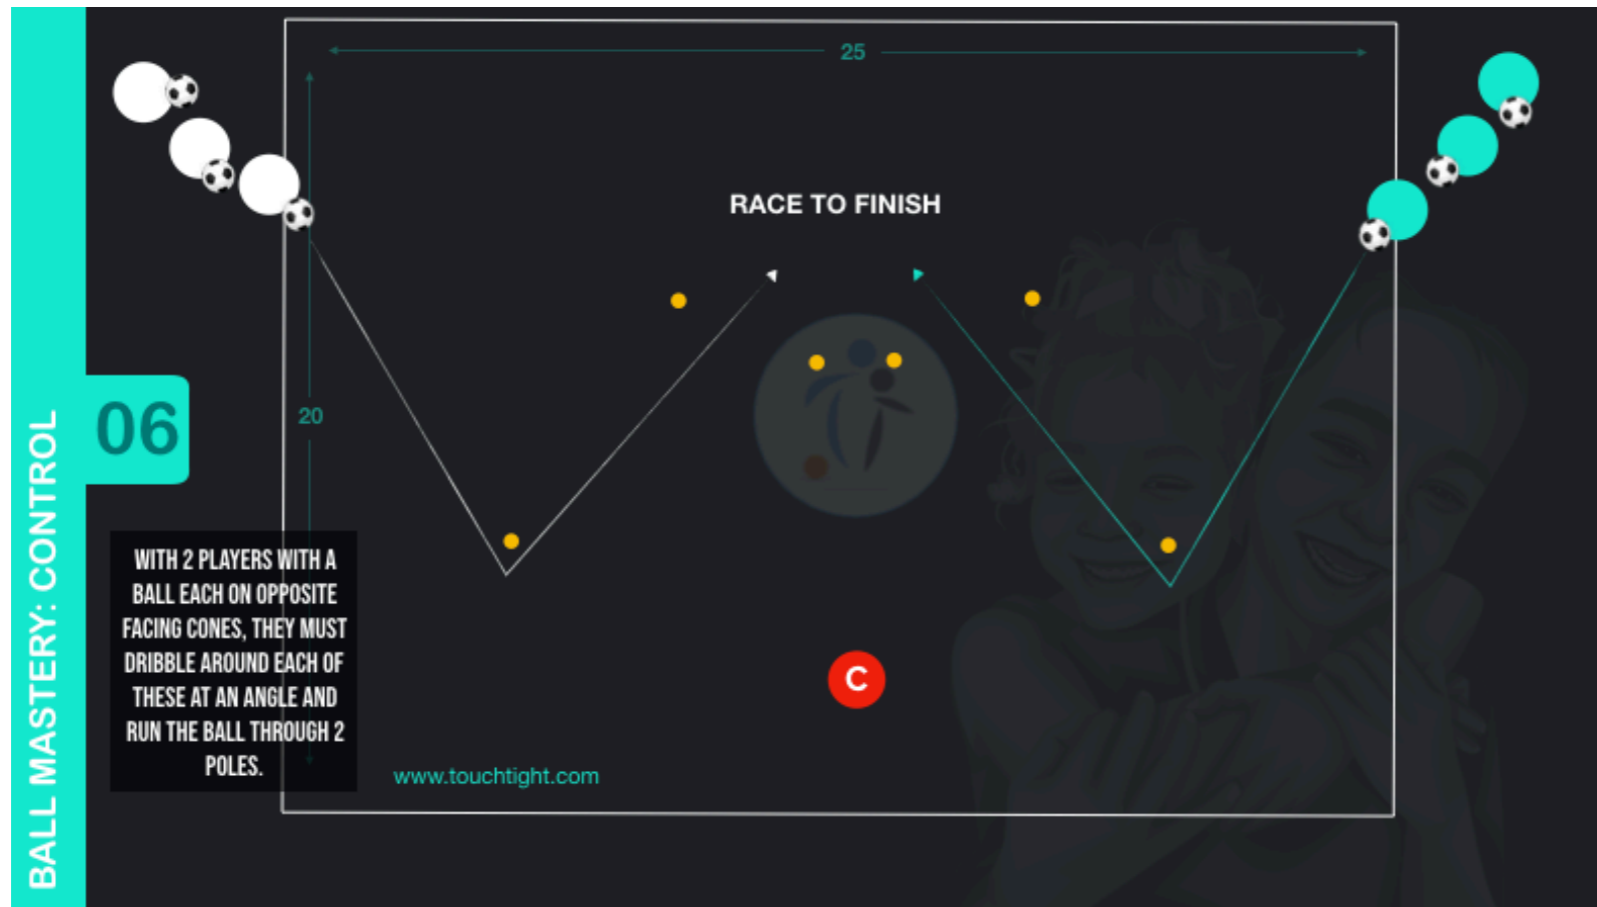 25
RACE TO FINISH
20
06
BALL MASTERY: CONTROL
WITH 2 PLAYERS WITH A
BALL EACH ON OPPOSITE
FACING CONES, THEY MUST
DRIBBLE AROUND EACH OF
THESE AT AN ANGLE AND
RUN THE BALL THROUGH 2
POLES.
C
www.touchtight.com